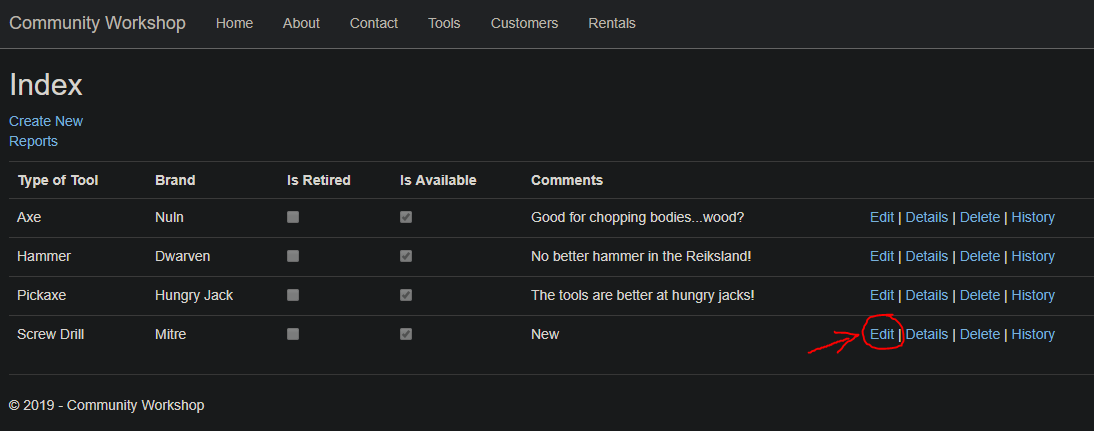 Community Workshop Home About Contact Tools Customers Rentals
Index
Create New
Reports
Type of Tool Brand Is Retired Is Available Comments
Axe Nuln Good for chopping bodies...wood? Edit | Details | Delete | History
Hammer Dwarven No better hammer in the Reiksland! Edit | Details | Delete | History
Pickaxe Hungry Jack The tools are better at hungry jacks! Edit | Details | Delete | History
Screw Drill Mitre New Edit | Details | Delete | History
© 2019 - Community Workshop